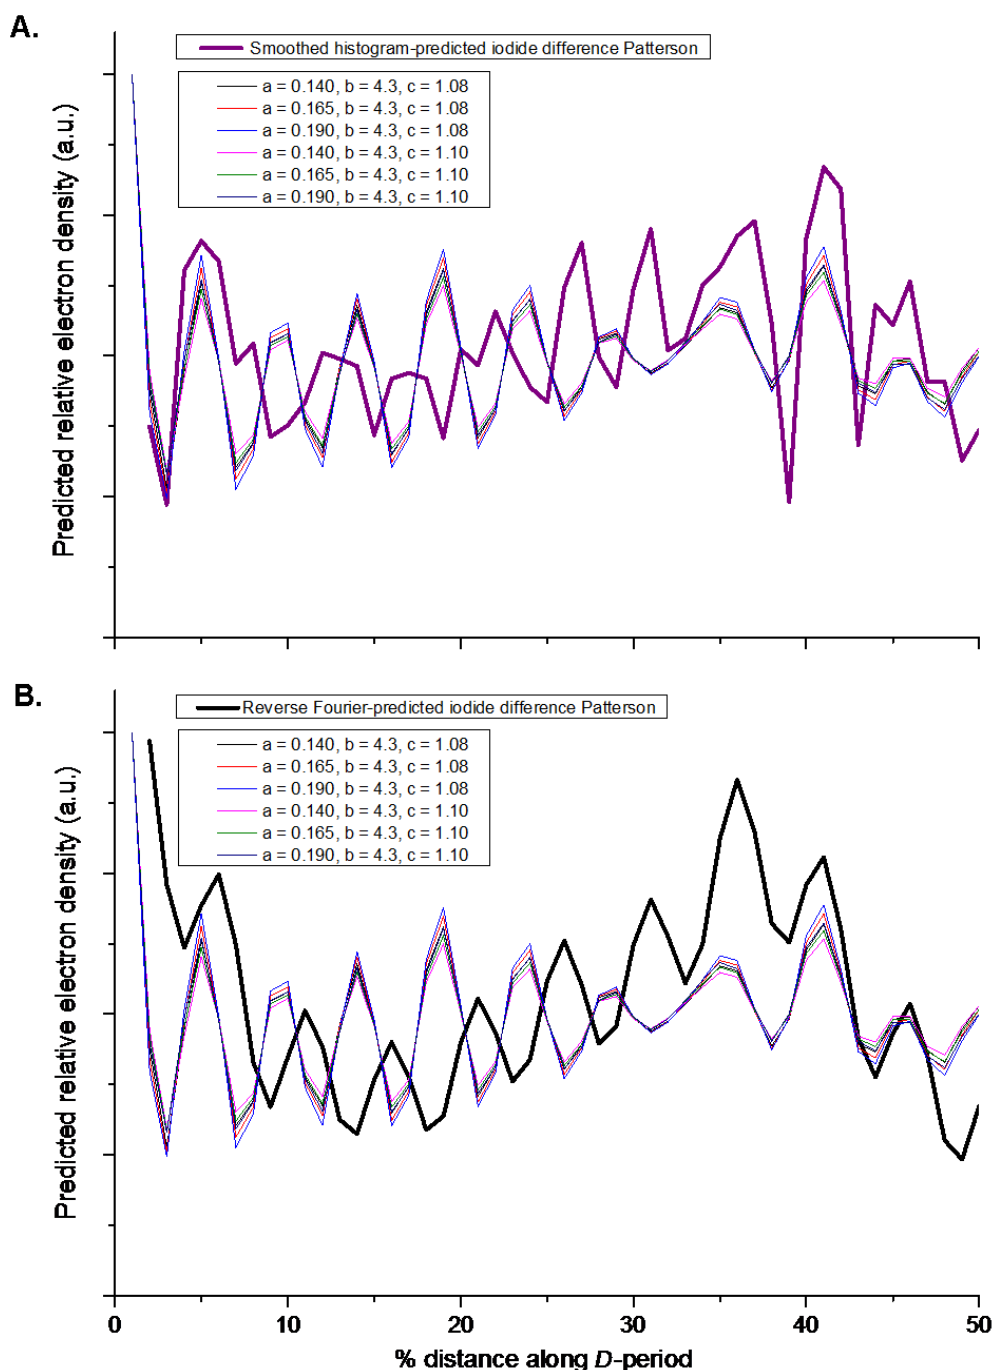 A.
Smoothed histogram-predicted iodide difference Patterson
a = 0.140, b = 4.3, c = 1.08
a = 0.165, b = 4.3, c = 1.08
a = 0.190, b = 4.3, c = 1.08
a = 0.140, b = 4.3, c = 1.10
a = 0.165, b = 4.3, c = 1.10
a = 0.190, b = 4.3, c = 1.10
Predicted relative electron density (a.u.)
B.
Reverse Fourier-predicted iodide difference Patterson
a = 0.140, b = 4.3, c = 1.08
a = 0.165, b = 4.3, c = 1.08
a = 0.190, b = 4.3, c = 1.08
a = 0.140, b = 4.3, c = 1.10
a = 0.165, b = 4.3, c = 1.10
a = 0.190, b = 4.3, c = 1.10
Predicted relative electron density (a.u.)
0 10 20 30 40 50
% distance along D-period